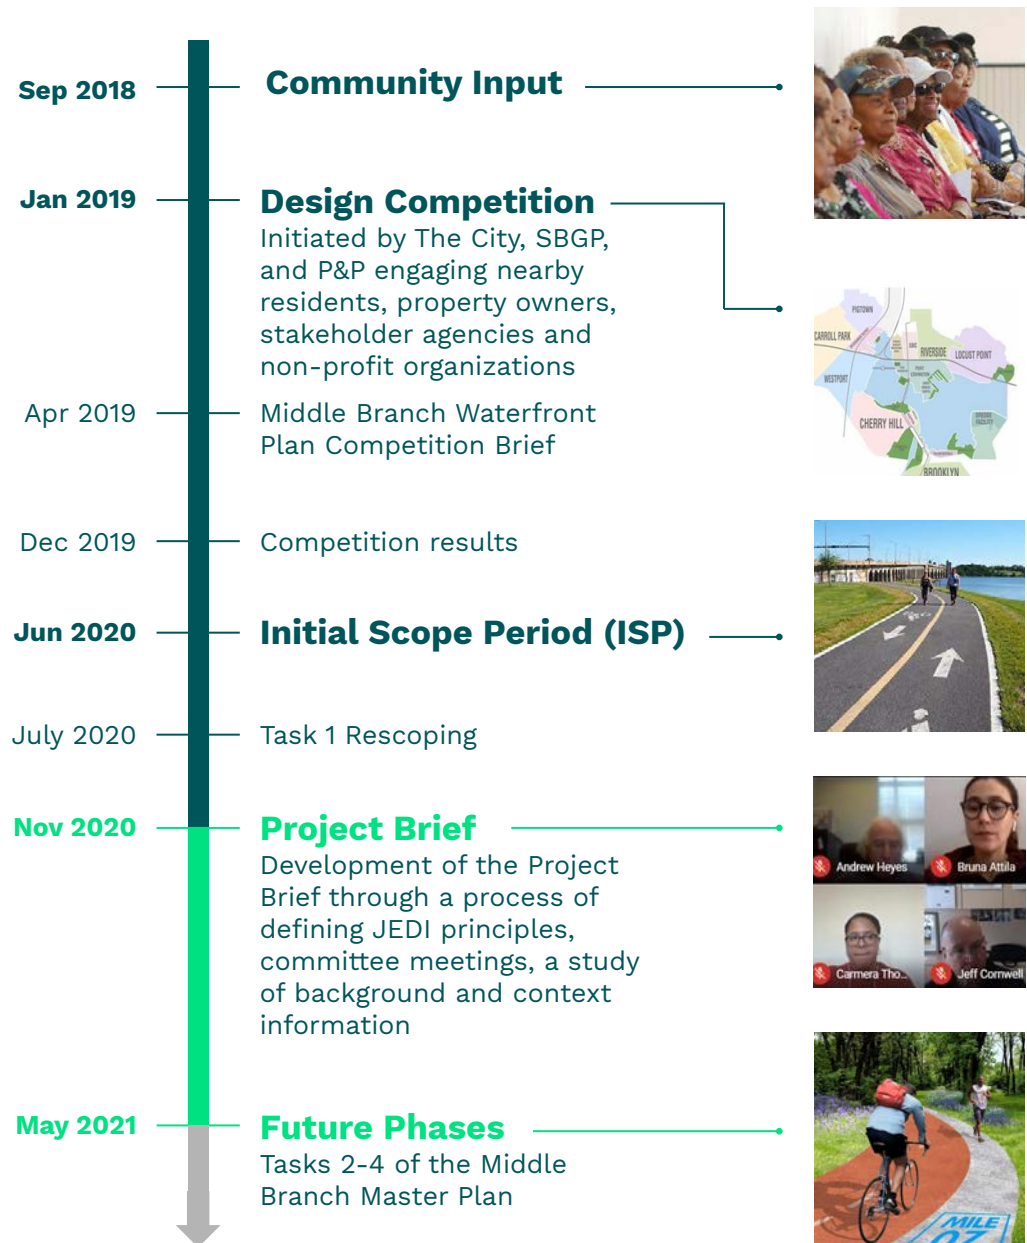 Sep 2018
Community Input
Jan 2019
Design Competition
Initiated by The City, SBGP,
and P&P engaging nearby
residents, property owners,
stakeholder agencies and
non-profit organizations
Apr 2019
Middle Branch Waterfront
Plan Competition Brief
Dec 2019
Competition results
Jun 2020
Initial Scope Period (ISP)
July 2020
Task 1 Rescoping
Nov 2020
Project Brief
Development of the Project
Brief through a process of
defining JEDI principles,
committee meetings, a study
of background and context
information
May 2021
Future Phases
Tasks 2-4 of the Middle
Branch Master Plan
PIGTOWN
CARROLL PARK
RIVERSIDE
LOCUST POINT
WESTPORT
CHERRY HILL
BROOKLYN
Andrew Heyes
Bruna Attila
Carmera Tho...
Jeff Cornwell
MILE
07